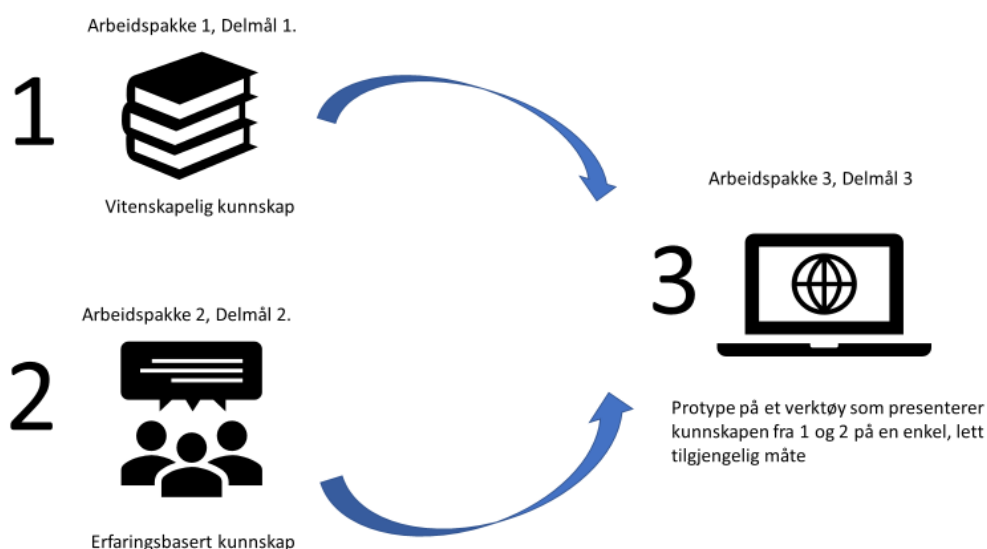 Arbeidspakke 1, Delmål 1.
1
Vitenskapelig kunnskap
Arbeidspakke 2, Delmål 2.
2
Erfaringsbasert kunnskap
Arbeidspakke 3, Delmål 3
3
Protype på et verktøy som presenterer
kunnskapen fra 1 og 2 på en enkel, lett
tilgjengelig måte